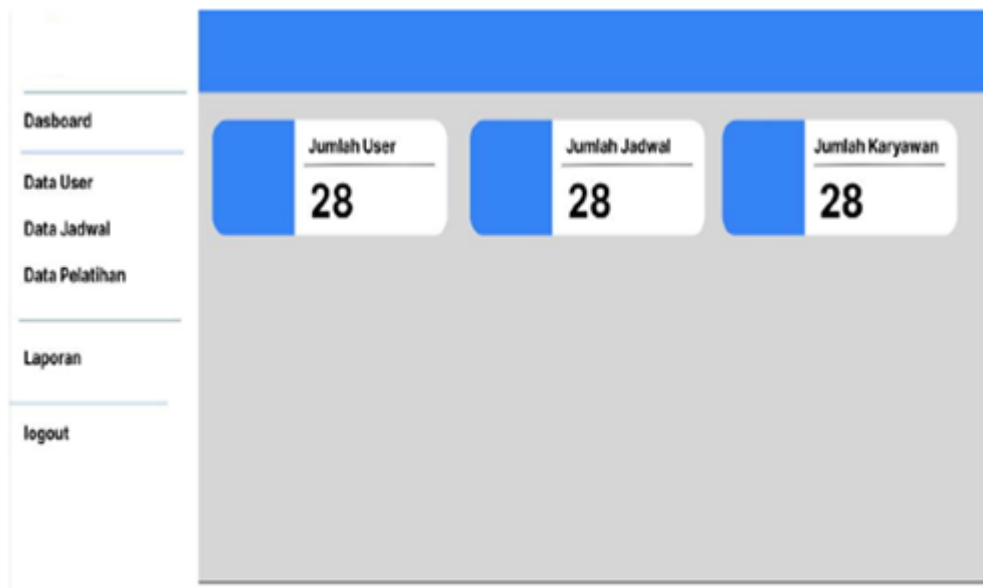 Dasboard
Data User
Data Jadwal
Data Pelatihan
Laporan
logout
Jumlah User
28
Jumlah Jadwal
28
Jumlah Karyawan
28